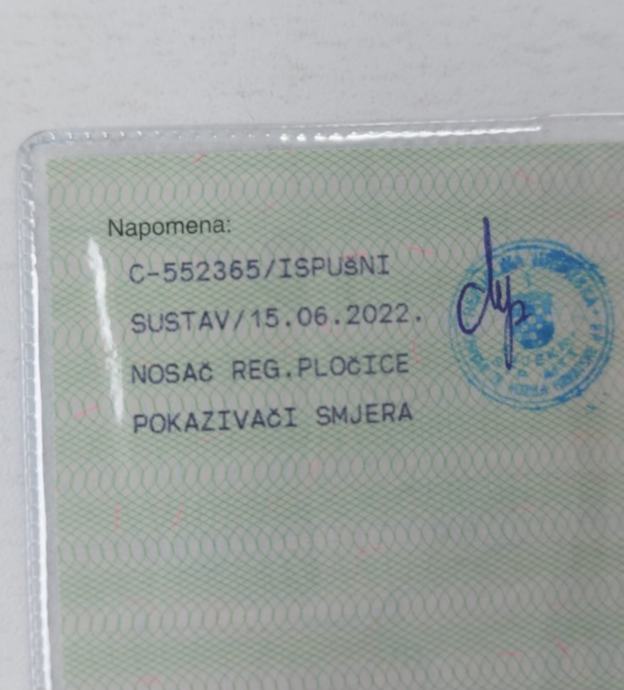 Napomena:
C-552365/ISPUšNI
SUSTAV/15.06.2022.
NOSAč REG.PLOčICE
POKAZIVAčI SMJERA